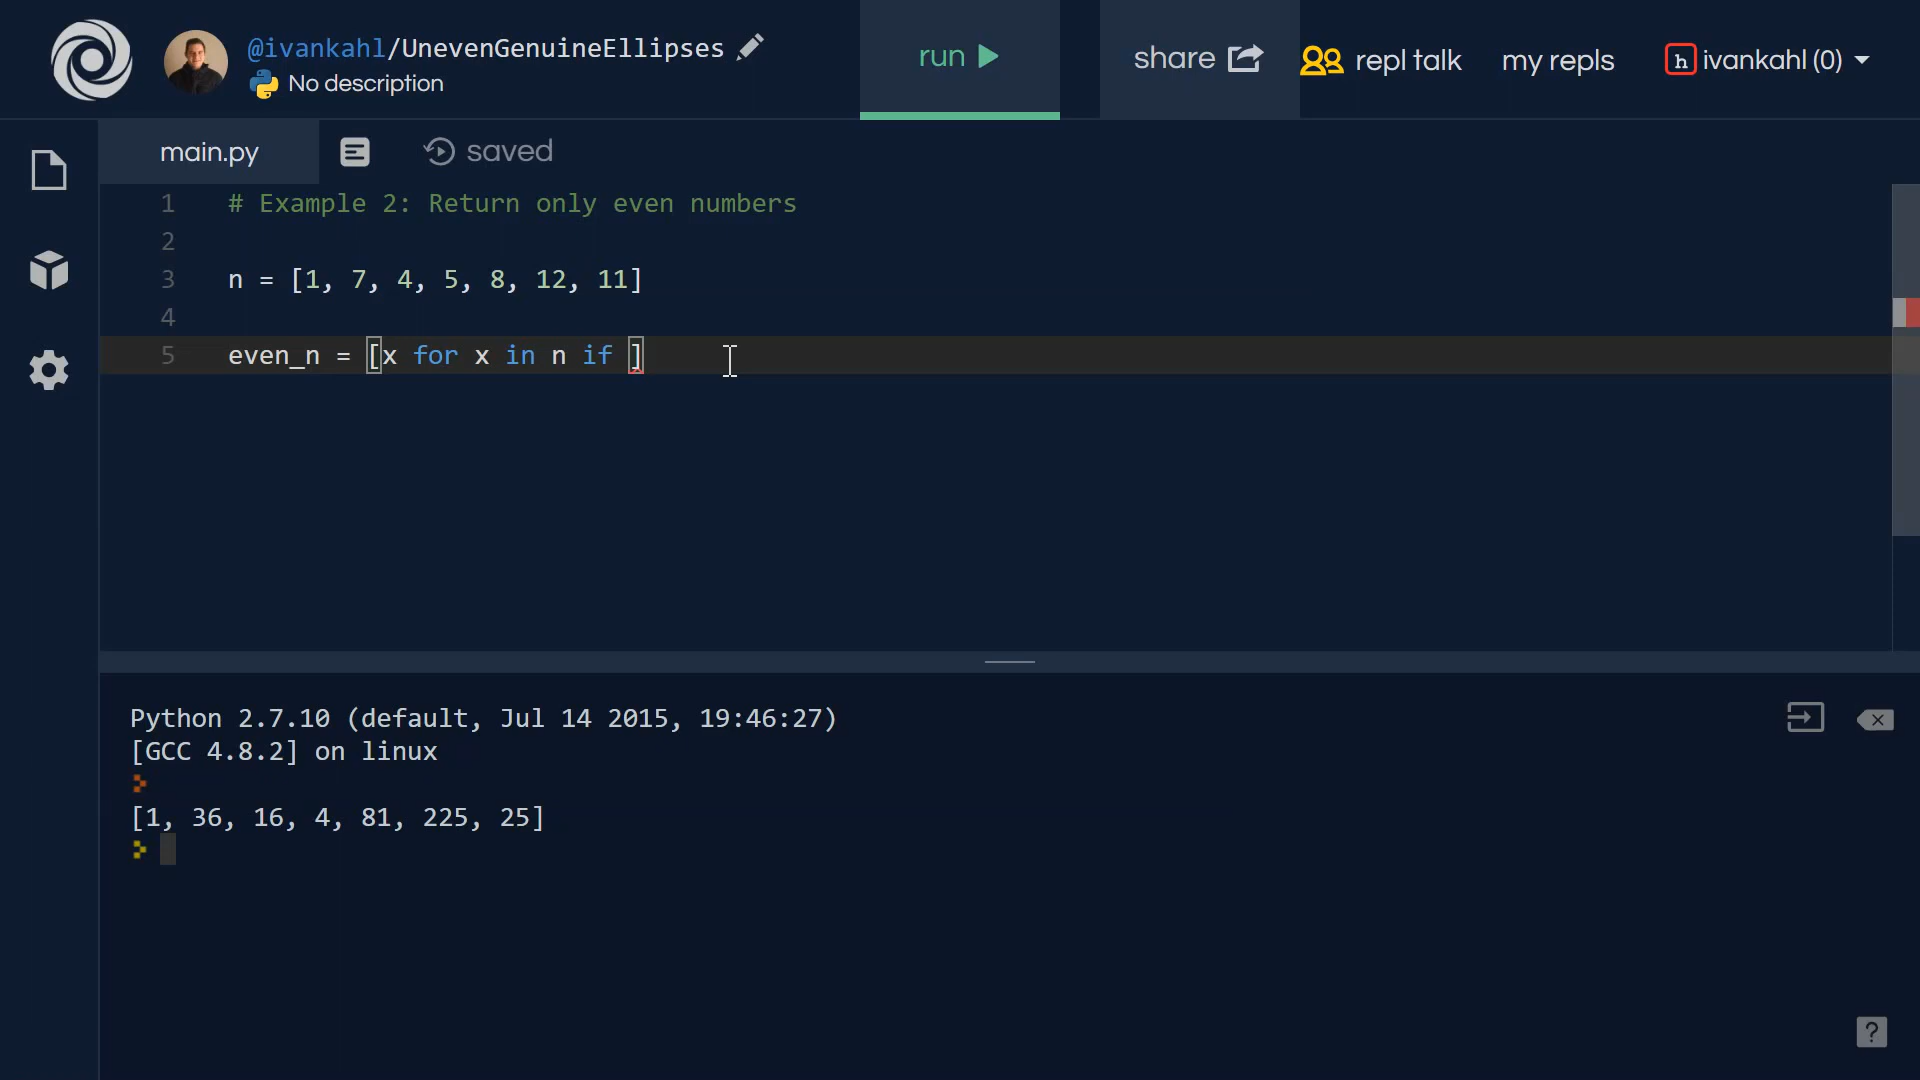 @ivankahl/UnevenGenuineEllipses
No description
run
share
repl talk
my repls
h ivankahl (0)
main.py
saved
1 # Example 2: Return only even numbers
2
3 n = [1, 7, 4, 5, 8, 12, 11]
4
5 even_n = [x for x in n if ]
Python 2.7.10 (default, Jul 14 2015, 19:46:27)
[GCC 4.8.2] on linux
[1, 36, 16, 4, 81, 225, 25]
?